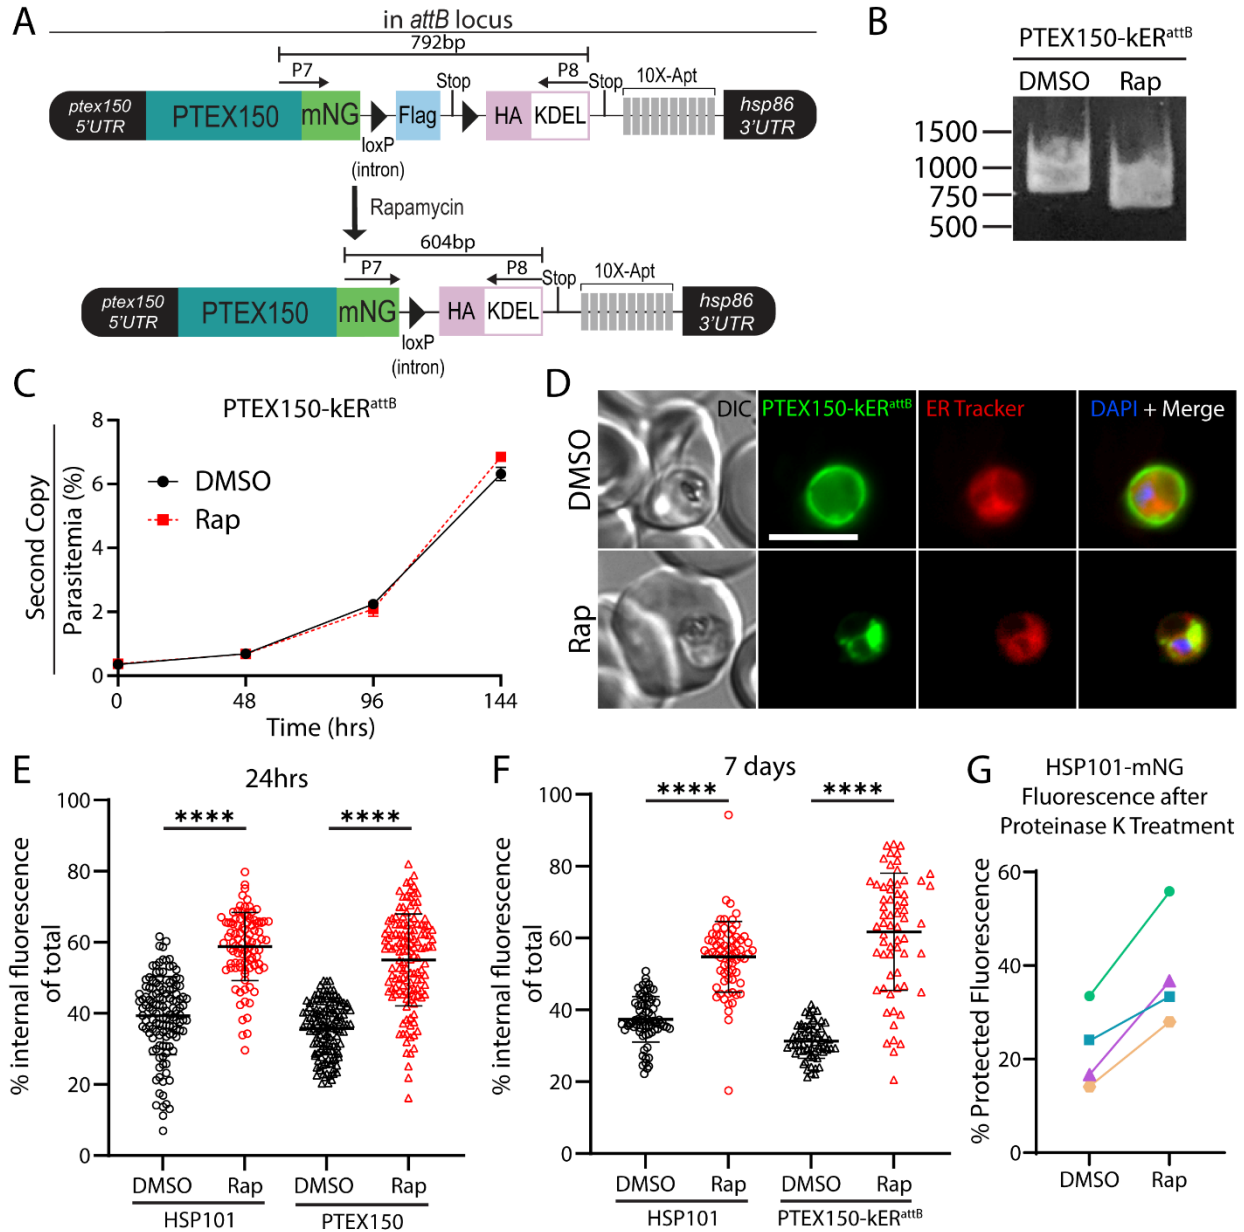 A
in attB locus
792bp
P7
Stop
P8
Stop
10X-Apt
ptex150
5’UTR
PTEX150
mNG
Flag
HA
KDEL
hsp86
3’UTR
loxP
(intron)
Rapamycin
604bp
P7
P8
Stop
10X-Apt
ptex150
5’UTR
PTEX150
mNG
HA
KDEL
hsp86
3’UTR
loxP
(intron)
B
PTEX150-kERattB
DMSO Rap
1500
1000
750
500
C
PTEX150-kERattB
Second Copy
Parasitemia (%)
8
6
4
2
0
DMSO
Rap
0 48 96 144
Time (hrs)
D
DMSO
Rap
DIC
PTEX150-kERattB
ER Tracker
DAPI + Merge
E
24hrs
% internal fluorescence
of total
100
80
60
40
20
0
****
****
DMSO Rap DMSO Rap
HSP101 PTEX150
F
7 days
% internal fluorescence
of total
100
80
60
40
20
0
****
****
DMSO Rap DMSO Rap
HSP101 PTEX150-kERattB
G
HSP101-mNG
Fluorescence after
Proteinase K Treatment
% Protected Fluorescence
60
40
20
0
DMSO Rap